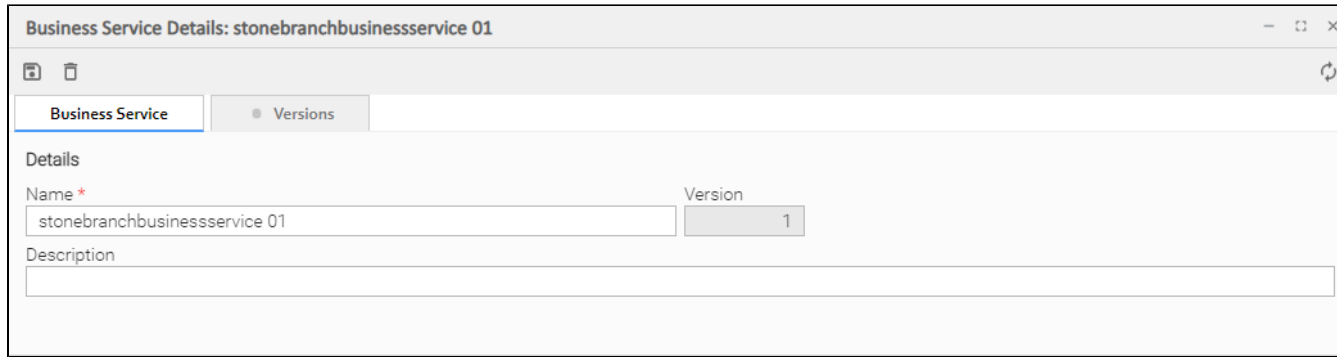 Business Service Details: stonebranchbusinessservice 01
Business Service Versions
Details
Name * Version
stonebranchbusinessservice 01 1
Description